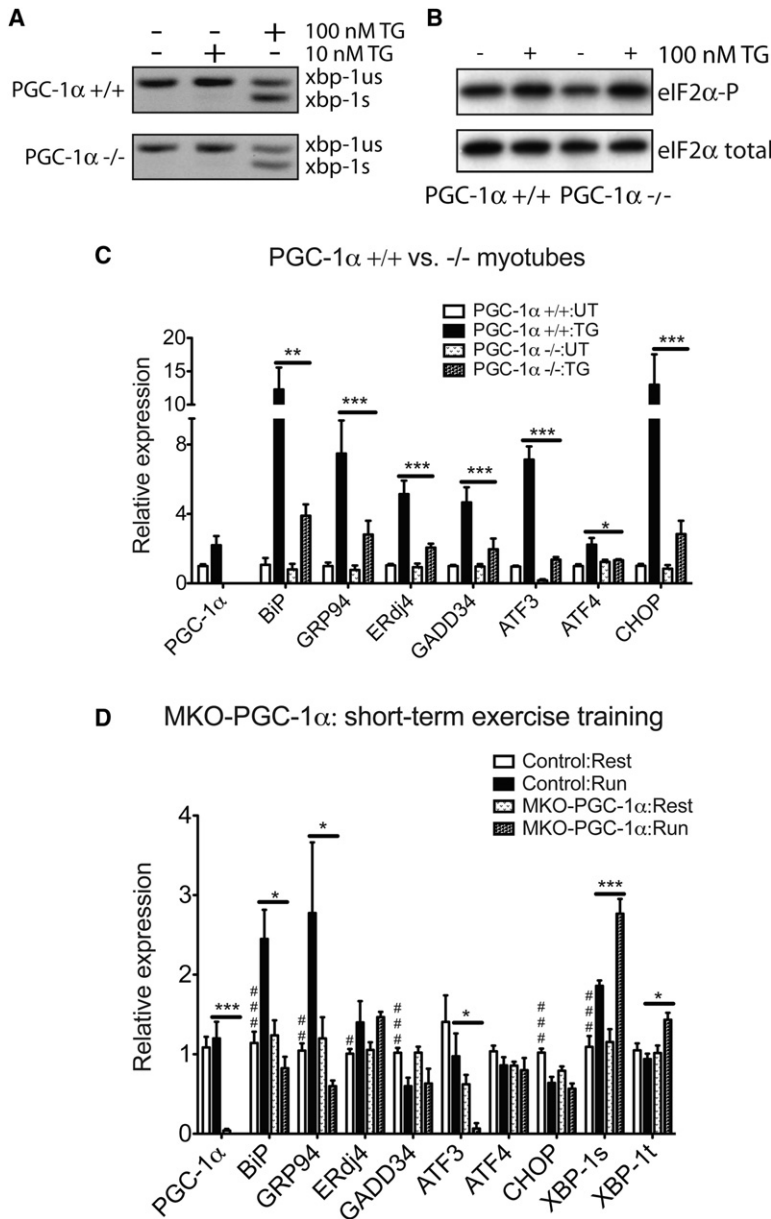 A
- - + 100 nM TG
- + - 10 nM TG
PGC-1α +/+
xbp-1us
xbp-1s
PGC-1α -/-
xbp-1us
xbp-1s
B
- + - + 100 nM TG
eIF2α-P
eIF2α total
PGC-1α +/+ PGC-1α -/-
C
PGC-1α +/+ vs. -/- myotubes
PGC-1α +/+:UT
PGC-1α +/+:TG
PGC-1α -/-:UT
PGC-1α -/-:TG
Relative expression
20
15
10
8
4
0
** *** *** *** *** * ***
PGC-1α BiP GRP94 ERdj4 GADD34 ATF3 ATF4 CHOP
D
MKO-PGC-1α: short-term exercise training
Control:Rest
Control:Run
MKO-PGC-1α:Rest
MKO-PGC-1α:Run
Relative expression
4
3
2
1
0
*** * * * *** *
### ## # ### ### ###
PGC-1α BiP GRP94 ERdj4 GADD34 ATF3 ATF4 CHOP XBP-1s XBP-1t